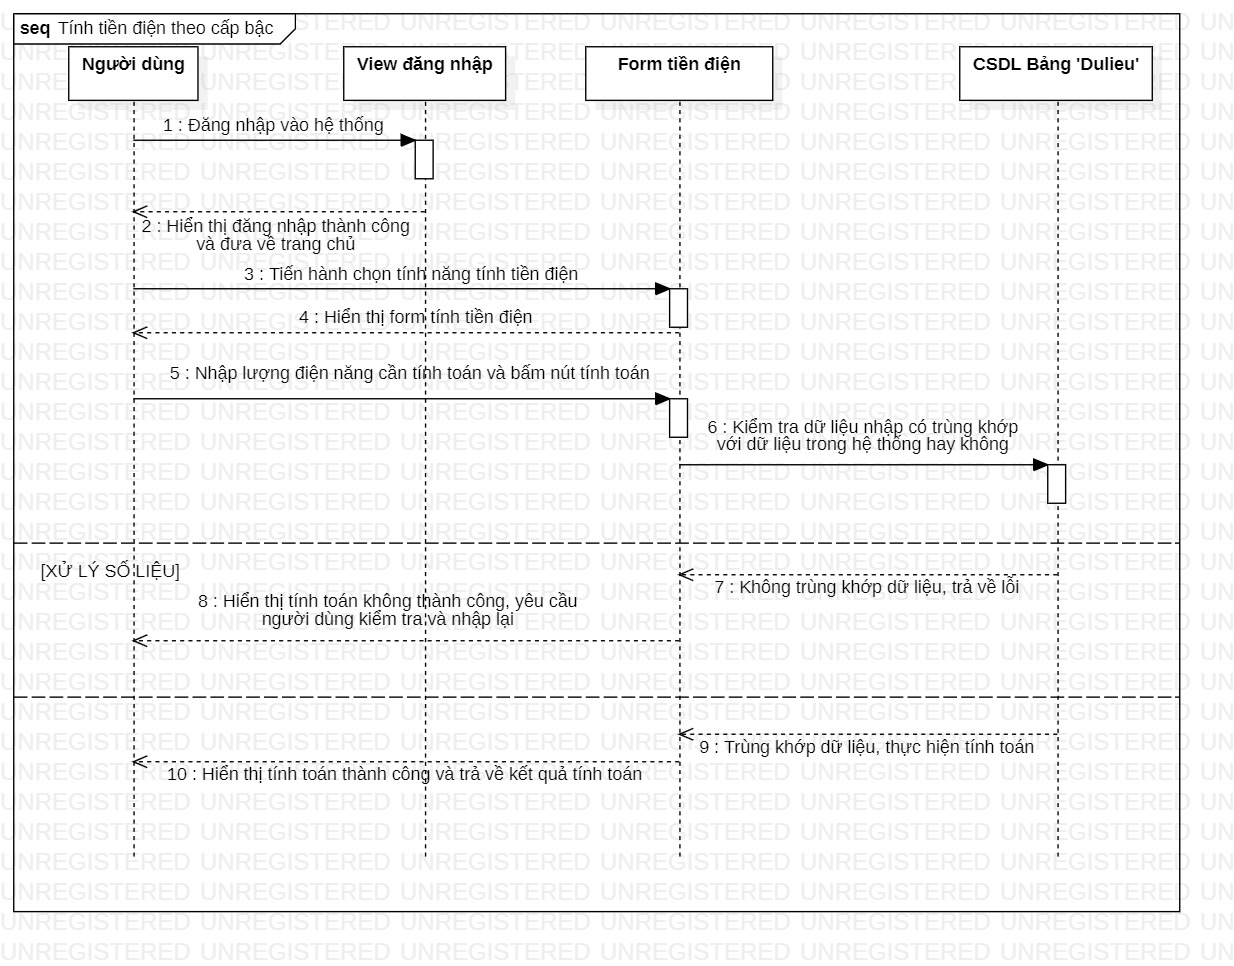 seq Tính tiền điện theo cấp bậc
Người dùng
View đăng nhập
Form tiền điện
CSDL Bảng 'Dulieu'
1 : Đăng nhập vào hệ thống
2 : Hiển thị đăng nhập thành công
và đưa về trang chủ
3 : Tiến hành chọn tính năng tính tiền điện
4 : Hiển thị form tính tiền điện
5 : Nhập lượng điện năng cần tính toán và bấm nút tính toán
6 : Kiểm tra dữ liệu nhập có trùng khớp
với dữ liệu trong hệ thống hay không
[XỬ LÝ SỐ LIỆU]
7 : Không trùng khớp dữ liệu, trả về lỗi
8 : Hiển thị tính toán không thành công, yêu cầu
người dùng kiểm tra và nhập lại
9 : Trùng khớp dữ liệu, thực hiện tính toán
10 : Hiển thị tính toán thành công và trả về kết quả tính toán